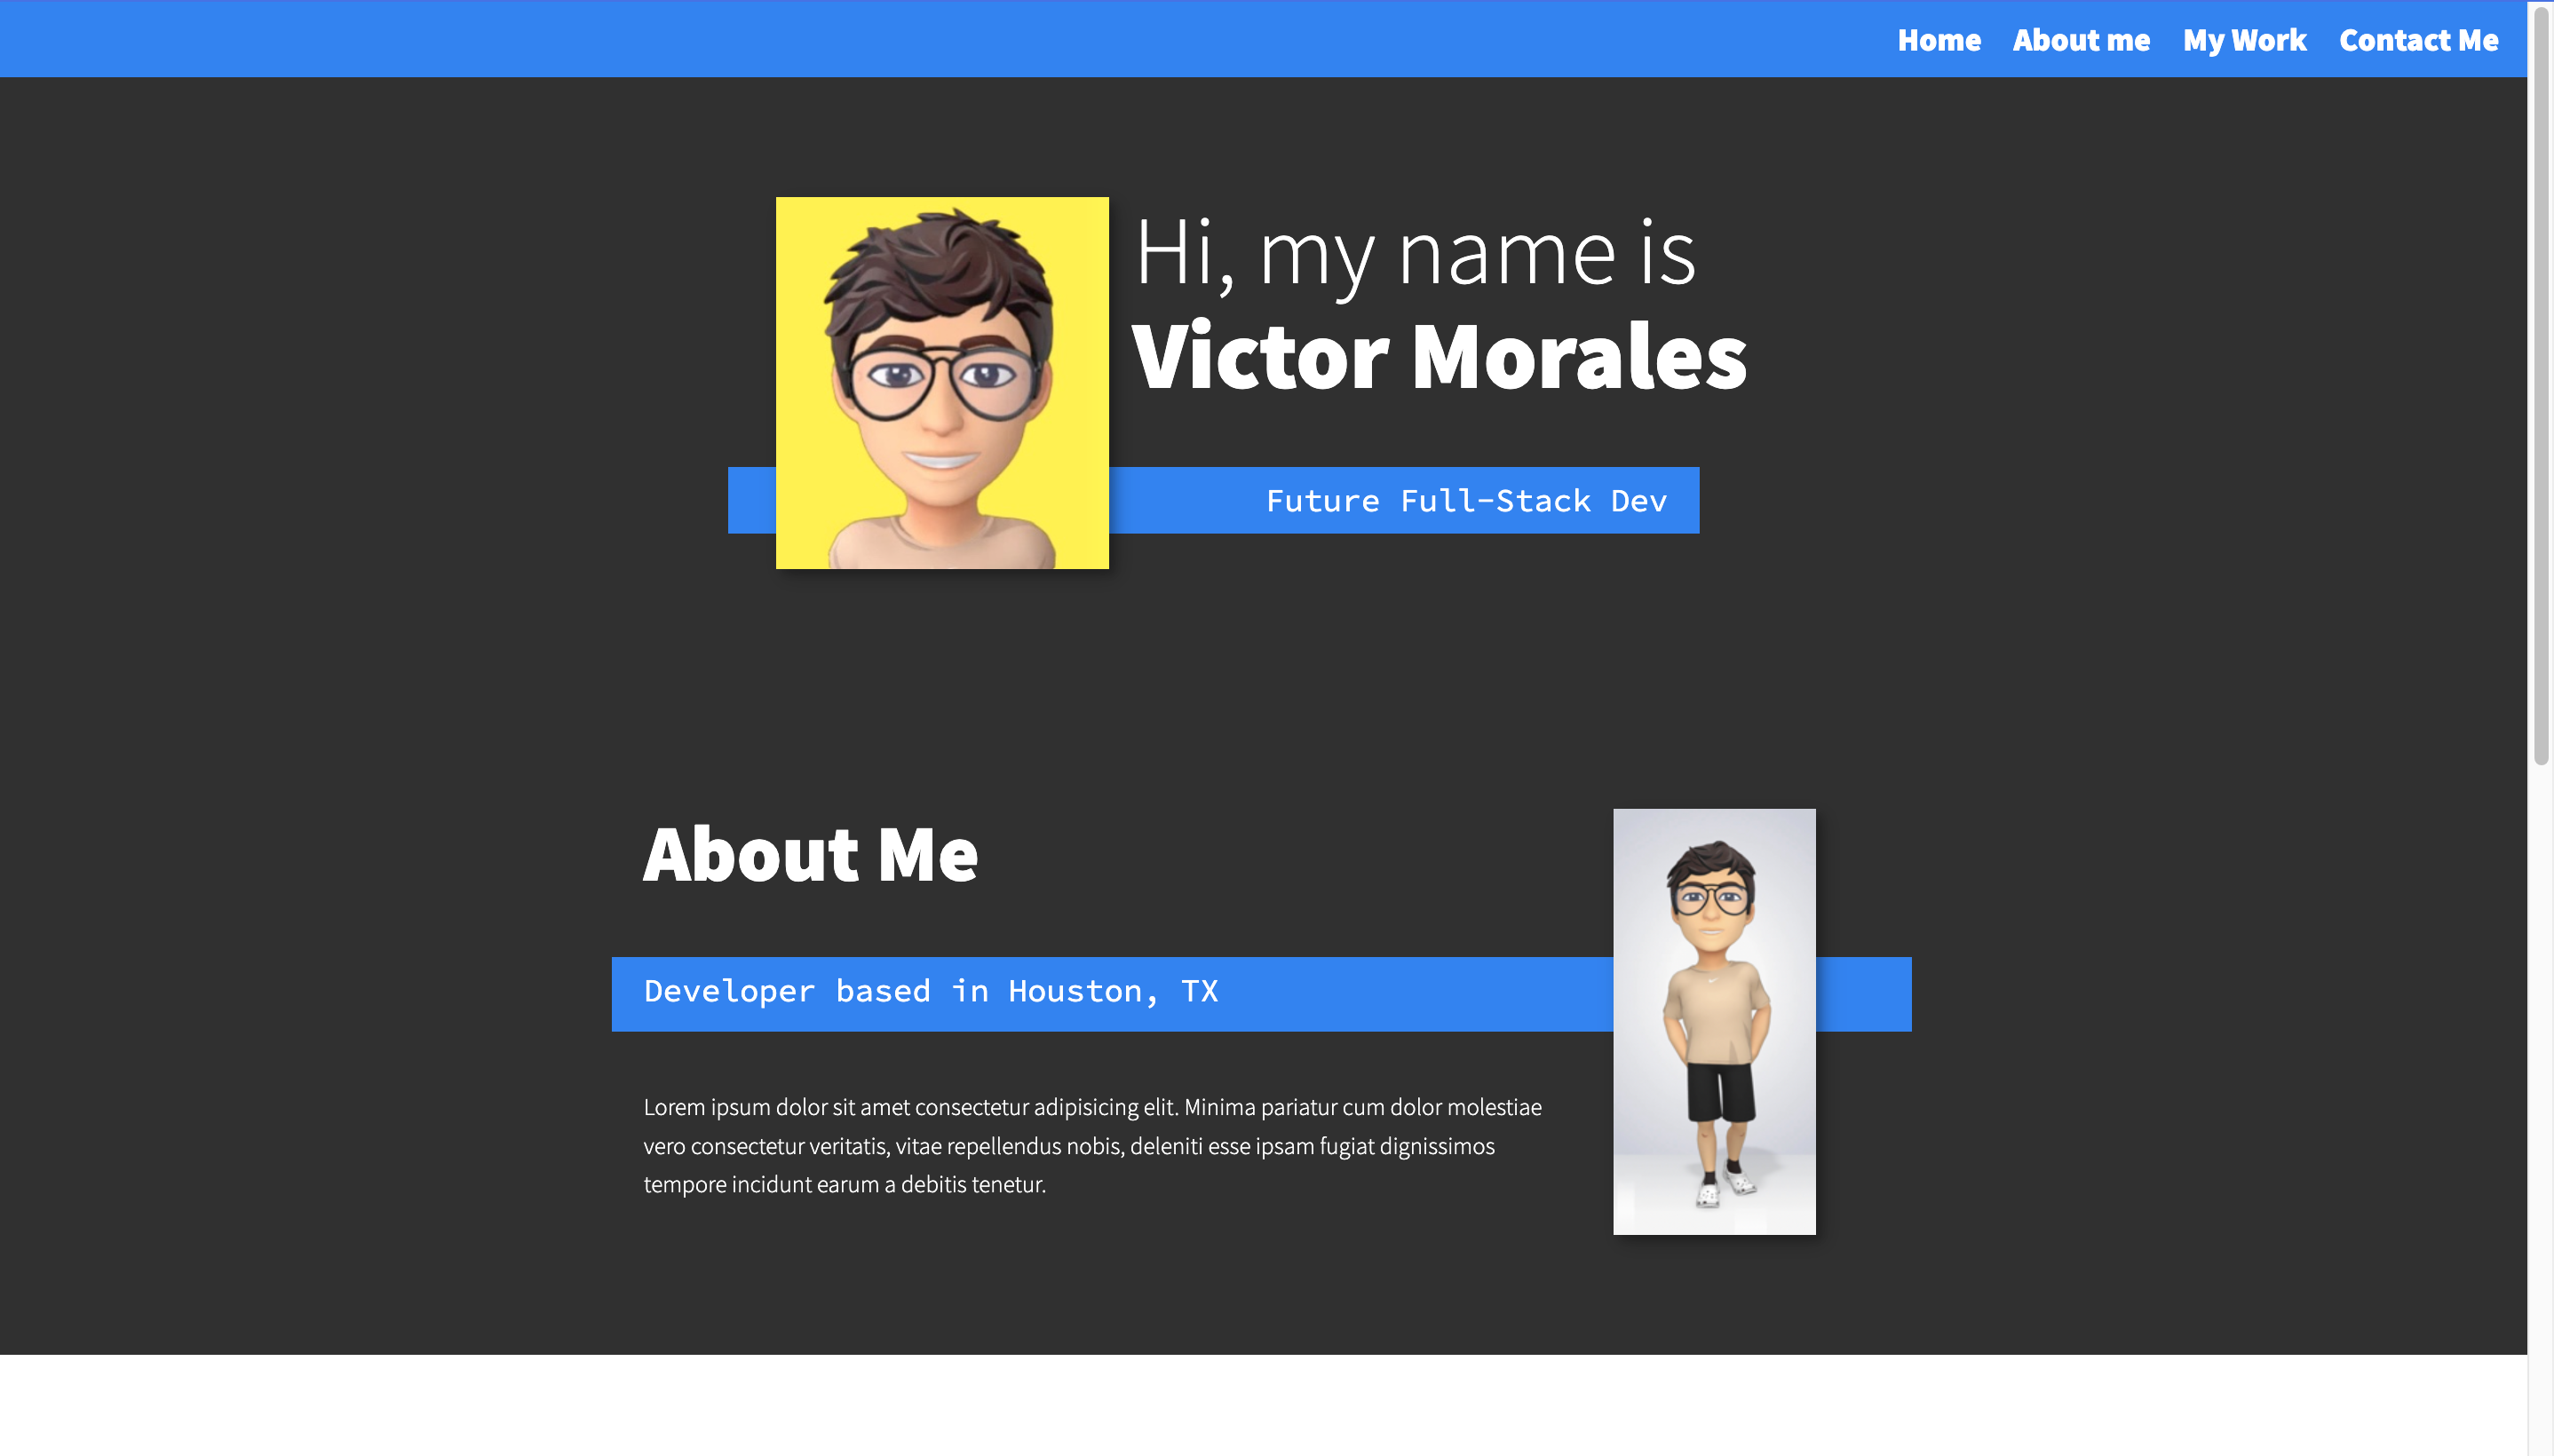 Home About me My Work Contact Me
Hi, my name is
Victor Morales
Future Full-Stack Dev
About Me
Developer based in Houston, TX
Lorem ipsum dolor sit amet consectetur adipisicing elit. Minima pariatur cum dolor molestiae
vero consectetur veritatis, vitae repellendus nobis, deleniti esse ipsam fugiat dignissimos
tempore incidunt earum a debitis tenetur.